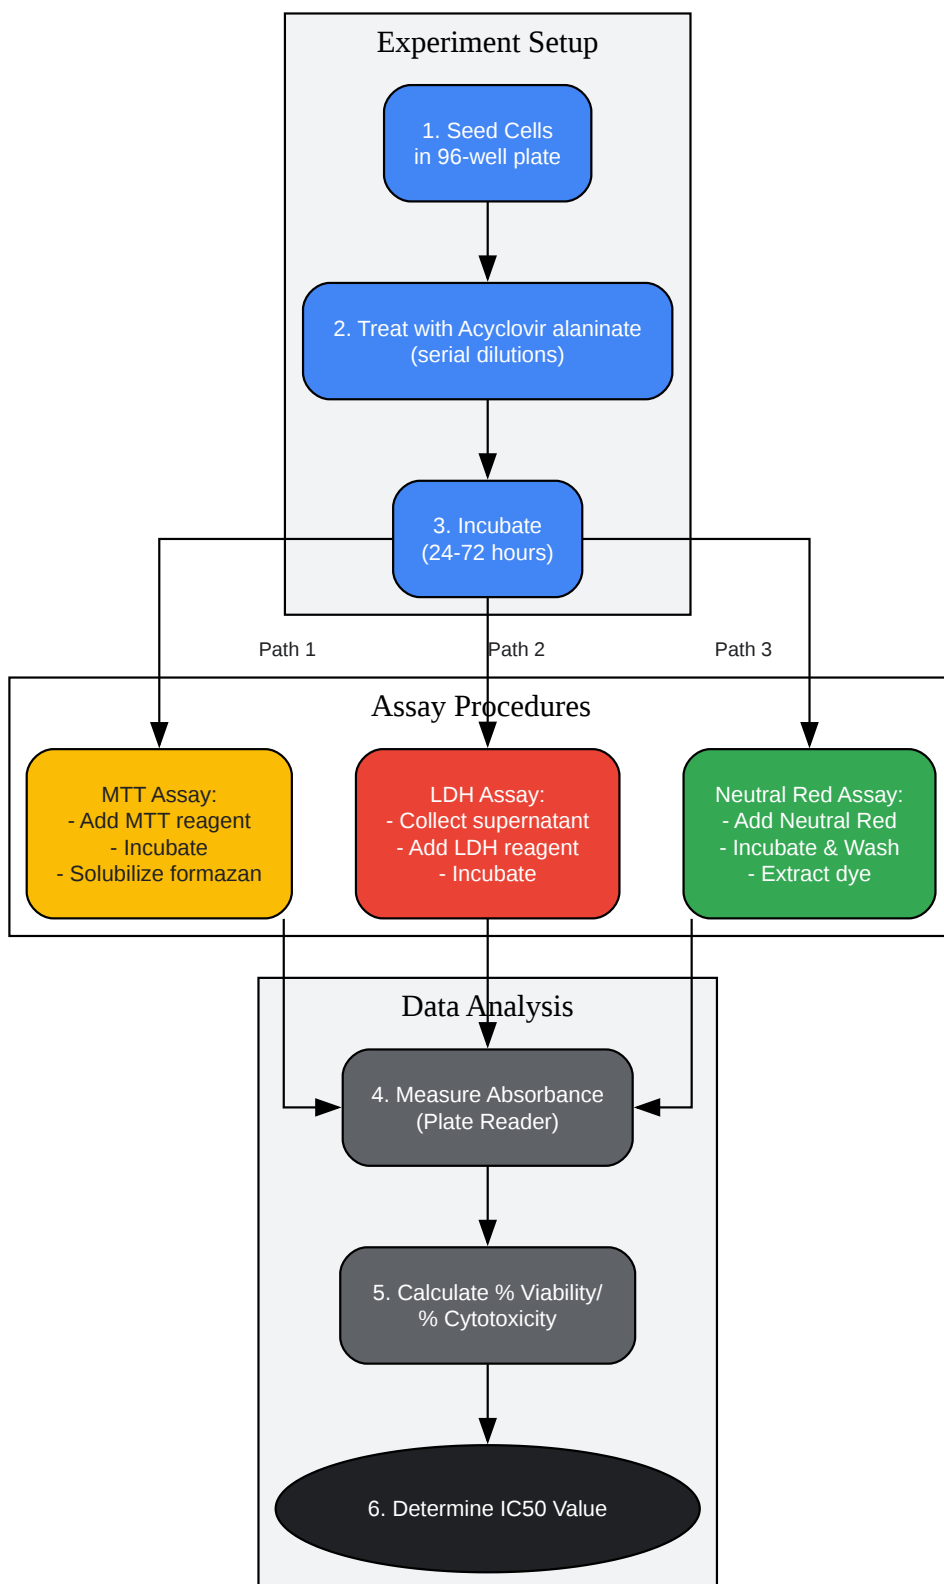 Experiment Setup
1. Seed Cells
in 96-well plate
2. Treat with Acyclovir alaninate
(serial dilutions)
3. Incubate
(24-72 hours)
Path 1
Path 2
Path 3
Assay Procedures
MTT Assay:
- Add MTT reagent
- Incubate
- Solubilize formazan
LDH Assay:
- Collect supernatant
- Add LDH reagent
- Incubate
Neutral Red Assay:
- Add Neutral Red
- Incubate & Wash
- Extract dye
Data Analysis
4. Measure Absorbance
(Plate Reader)
5. Calculate % Viability/
% Cytotoxicity
6. Determine IC50 Value